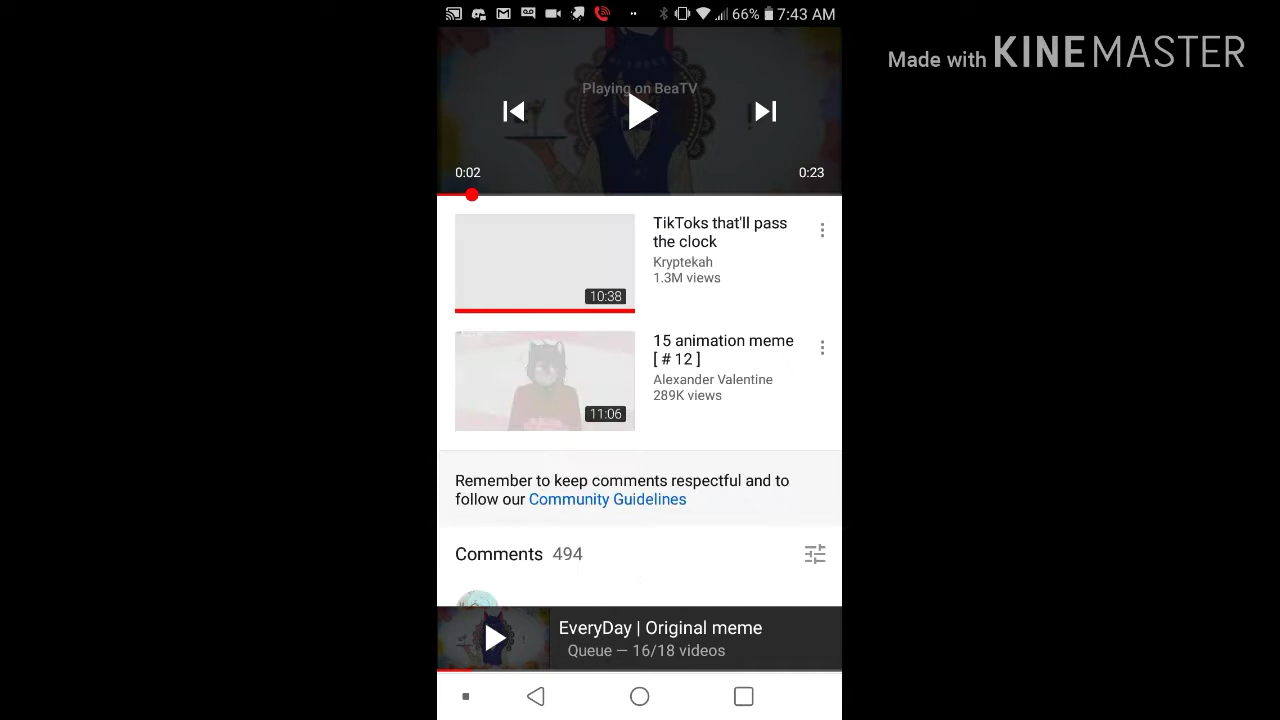 66% 7:43 AM
Made with KINEMASTER
Playing on BeaTV
0:02
0:23
TikToks that'll pass
the clock
Kryptekah
1.3M views
10:38
15 animation meme
[ # 12 ]
Alexander Valentine
289K views
11:06
Remember to keep comments respectful and to
follow our Community Guidelines
Comments 494
EveryDay | Original meme
Queue — 16/18 videos